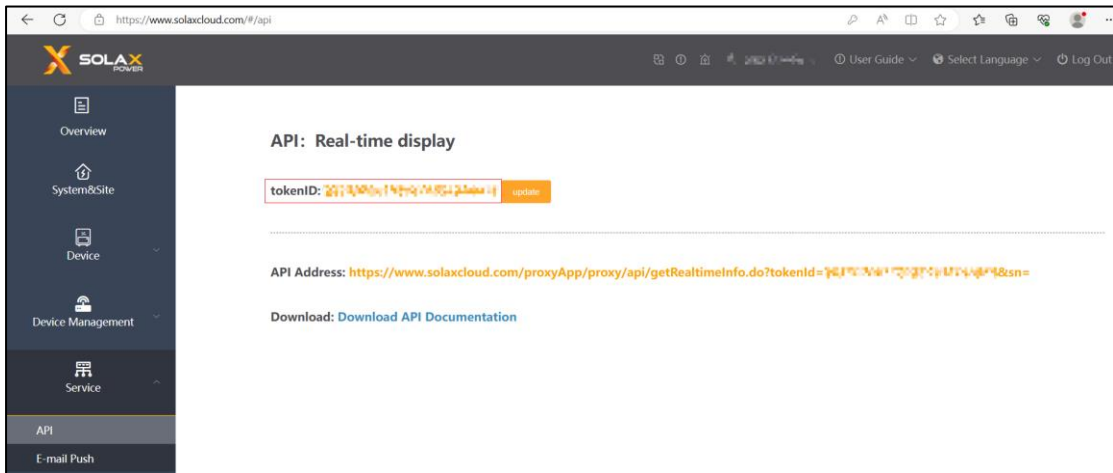 https://www.solaxcloud.com/#/api
SOLAX
POWER
User Guide
Select Language
Log Out
Overview
System&Site
Device
Device Management
Service
API
E-mail Push
API: Real-time display
tokenID:
update
API Address: https://www.solaxcloud.com/proxyApp/proxy/api/getRealtimeInfo.do?tokenId= &sn=
Download: Download API Documentation